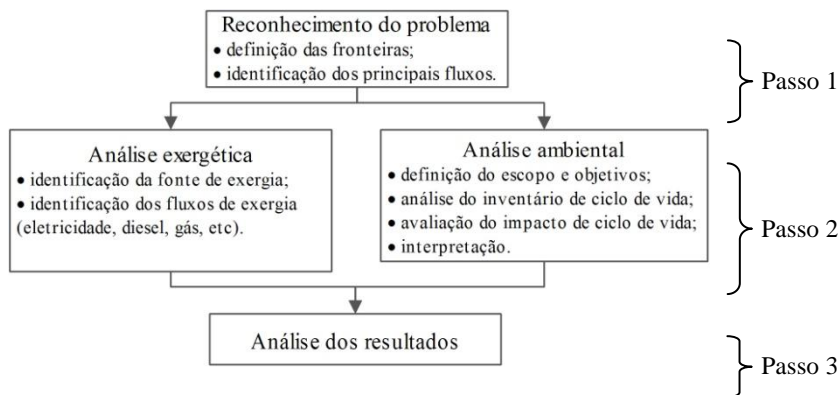 Reconhecimento do problema
• definição das fronteiras;
• identificação dos principais fluxos.
Passo 1
Análise exergética
• identificação da fonte de exergia;
• identificação dos fluxos de exergia
(eletricidade, diesel, gás, etc).
Análise ambiental
• definição do escopo e objetivos;
• análise do inventário de ciclo de vida;
• avaliação do impacto de ciclo de vida;
• interpretação.
Passo 2
Análise dos resultados
Passo 3